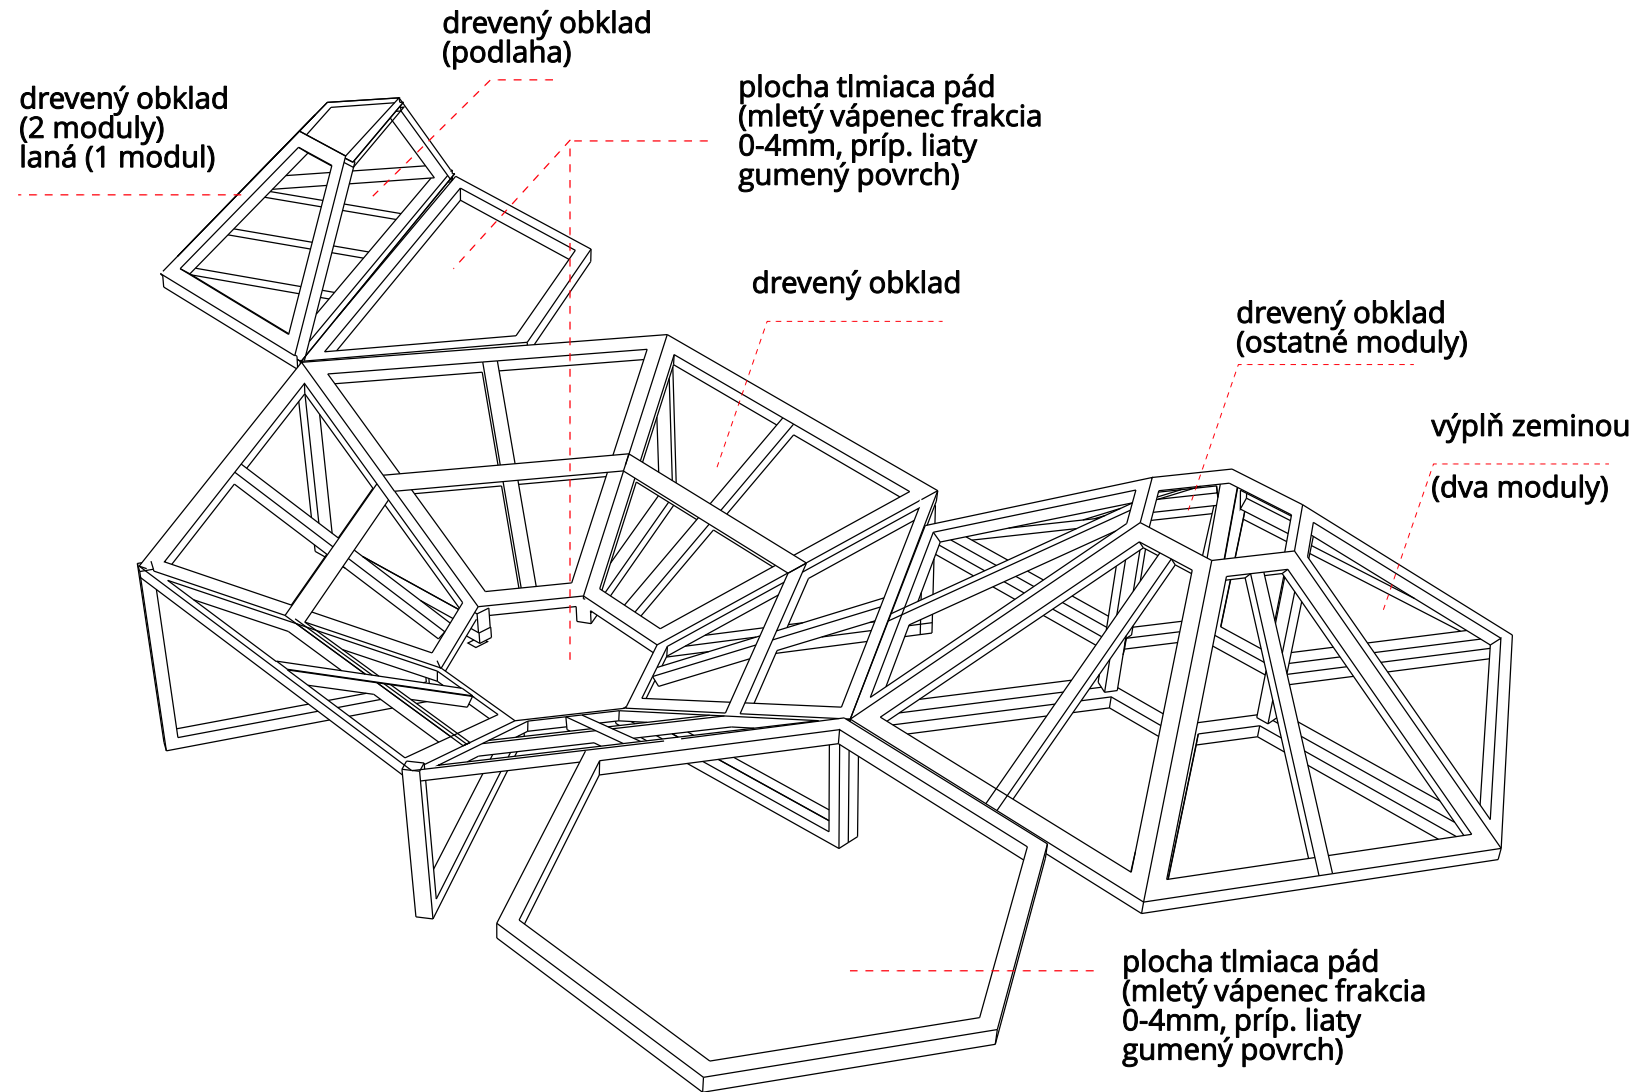 drevený obklad
(podlaha)
drevený obklad
(2 moduly)
laná (1 modul)
plocha tlmiaca pád
(mletý vápenec frakcia
0-4mm, príp. liaty
gumený povrch)
drevený obklad
drevený obklad
(ostatné moduly)
výplň zeminou
(dva moduly)
plocha tlmiaca pád
(mletý vápenec frakcia
0-4mm, príp. liaty
gumený povrch)